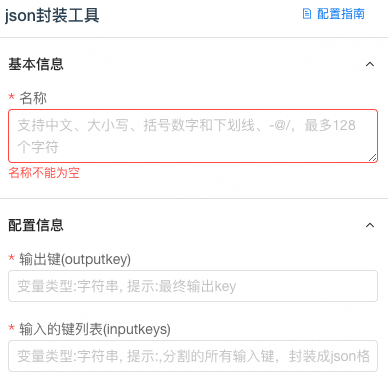 json封装工具
配置指南
基本信息
* 名称
支持中文、大小写、括号数字和下划线、-@/，最多128
个字符
名称不能为空
配置信息
* 输出键(outputkey)
变量类型:字符串, 提示:最终输出key
* 输入的键列表(inputkeys)
变量类型:字符串, 提示:,分割的所有输入键，封装成json格